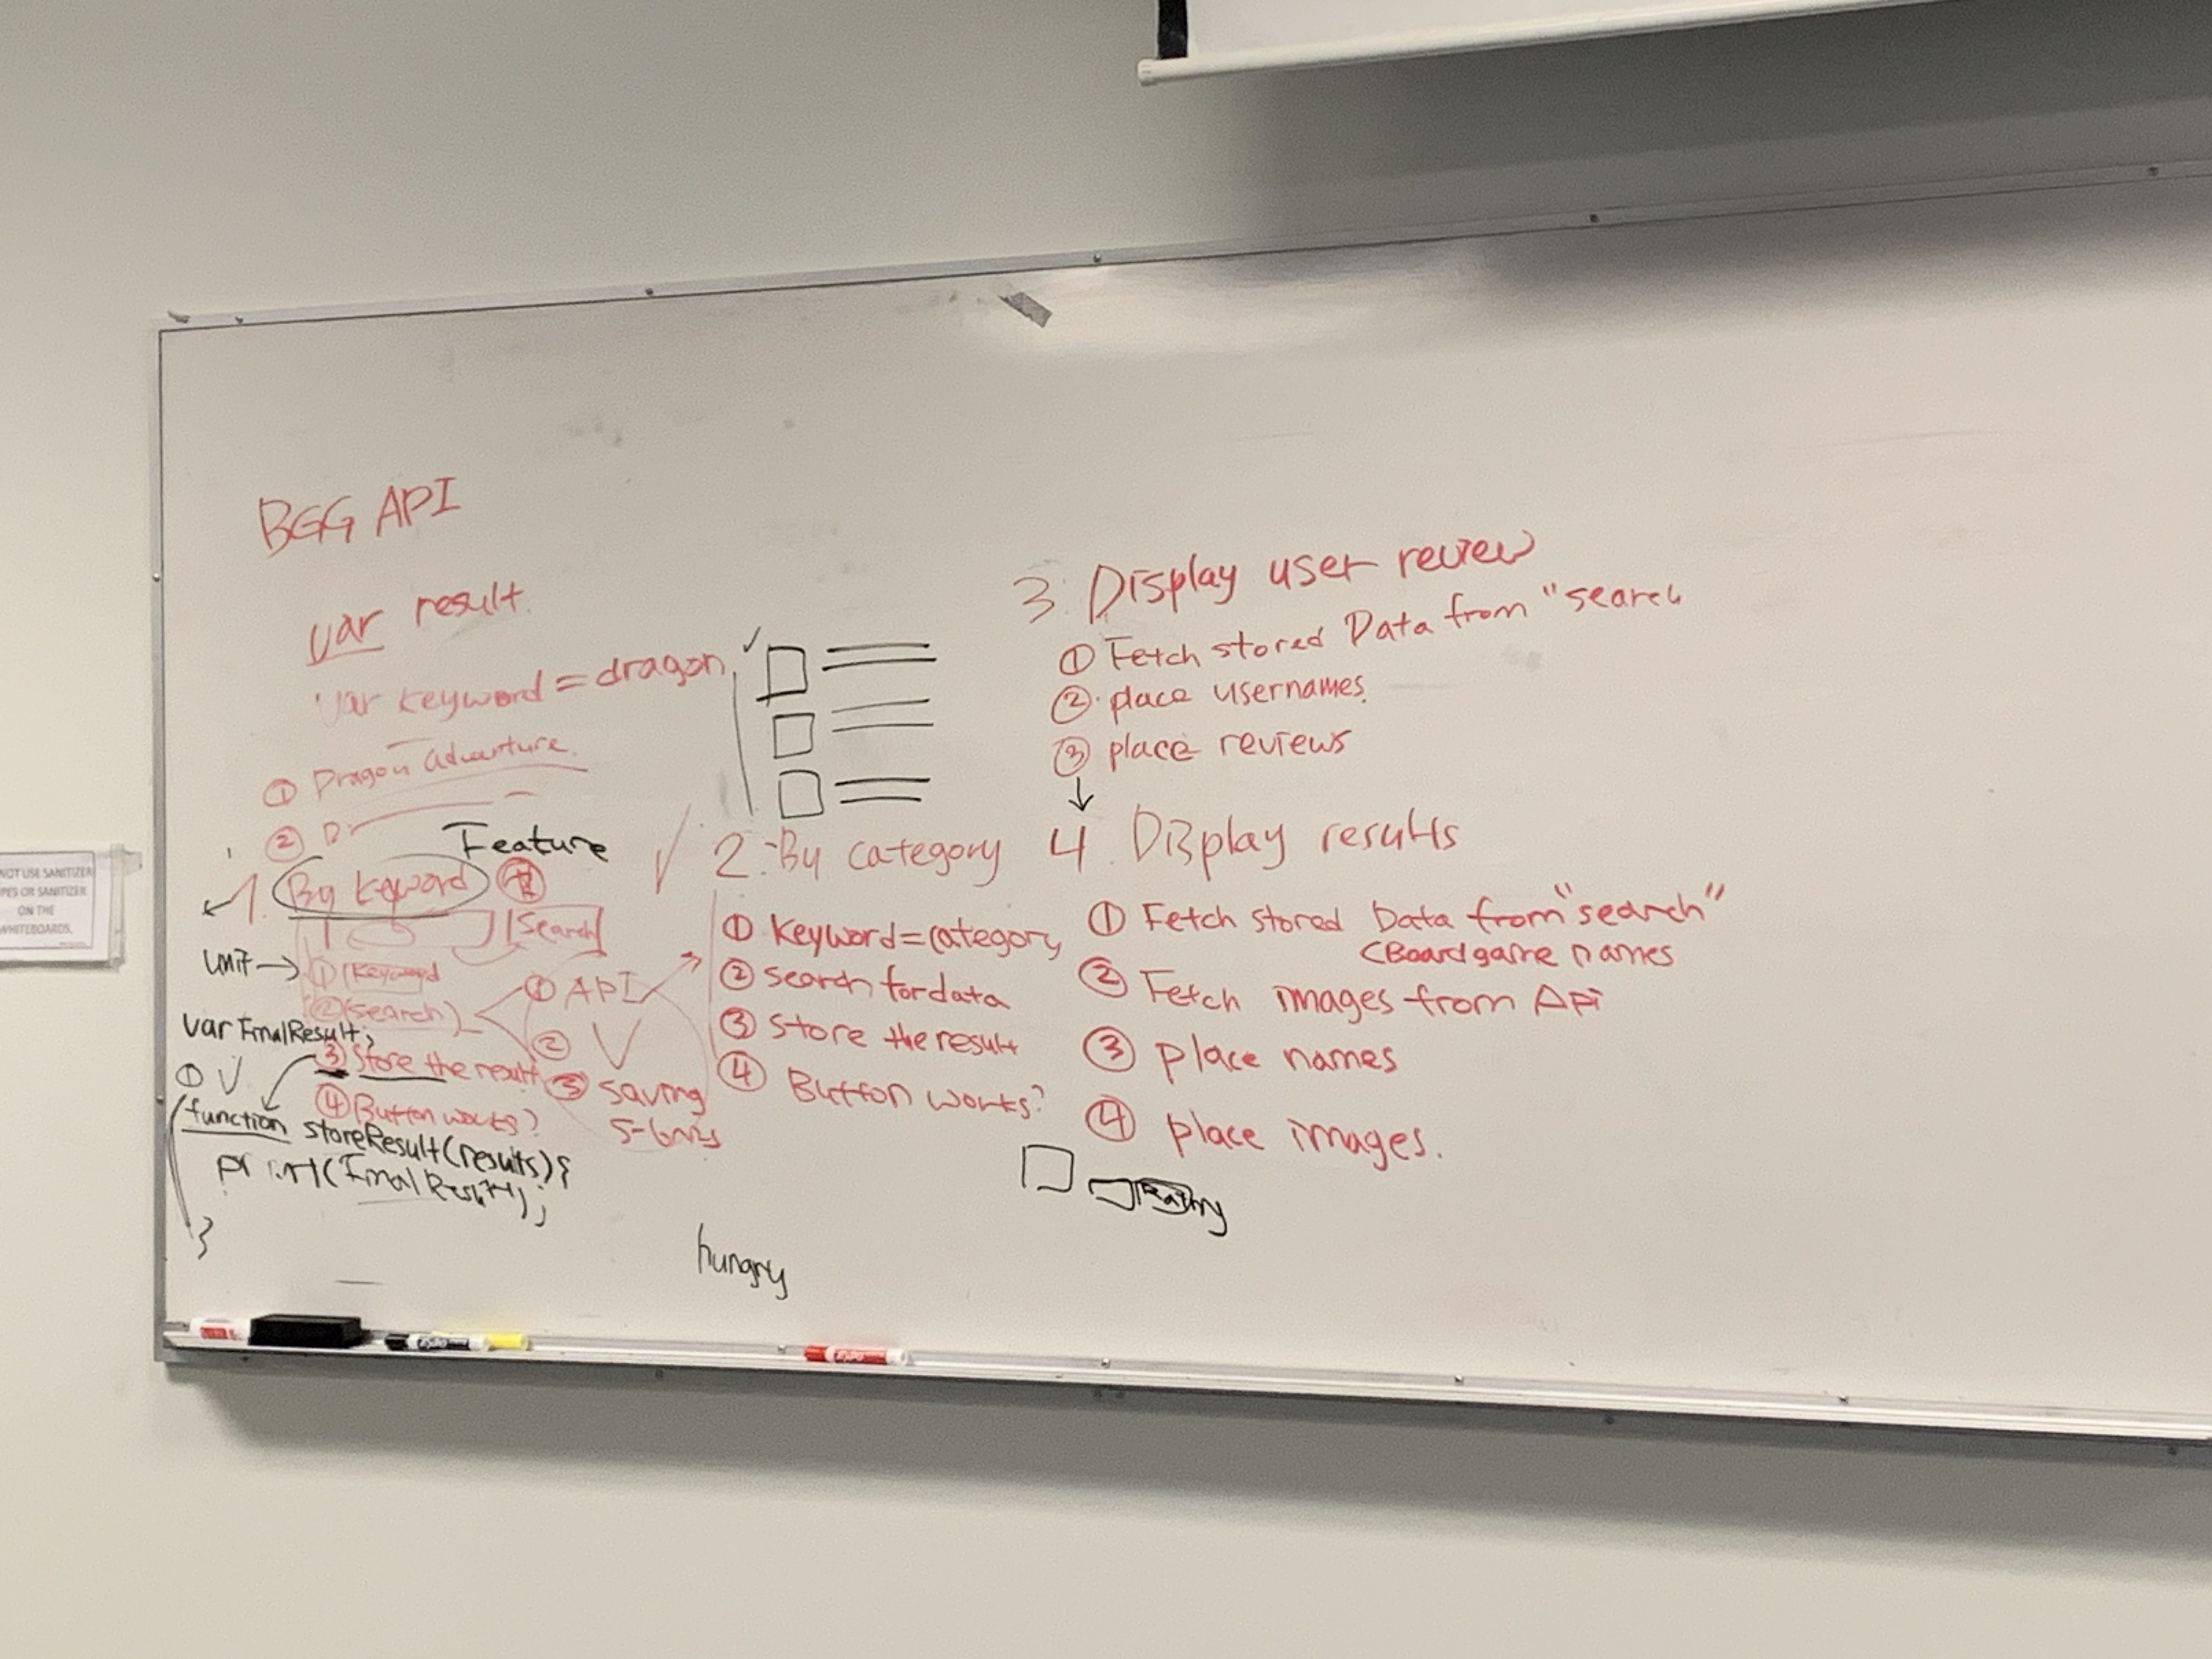 BGG API
var result.
var keyword = dragon
① Dragon adventure
② D
Feature
1. By keyword
Search
unit →
① keyword
② (search)
① API
②
③ saving
var FinalResult;
①
③ Store the result
④ Button works?
function storeResult(results){
print(FinalResult);
}
hungry
2. By category
① Keyword = category
② search for data
③ store the result
④ Button works?
3. Display user review
① Fetch stored Data from "search
② place usernames
③ place reviews
↓
4. Display results
① Fetch stored Data from "search"
(Boardgame names
② Fetch images from Api
③ place names
④ place images.
Rating
NOT USE SANITIZER
PES OR SANITIZER
ON THE
WHITEBOARDS.
EXPO
EXPO